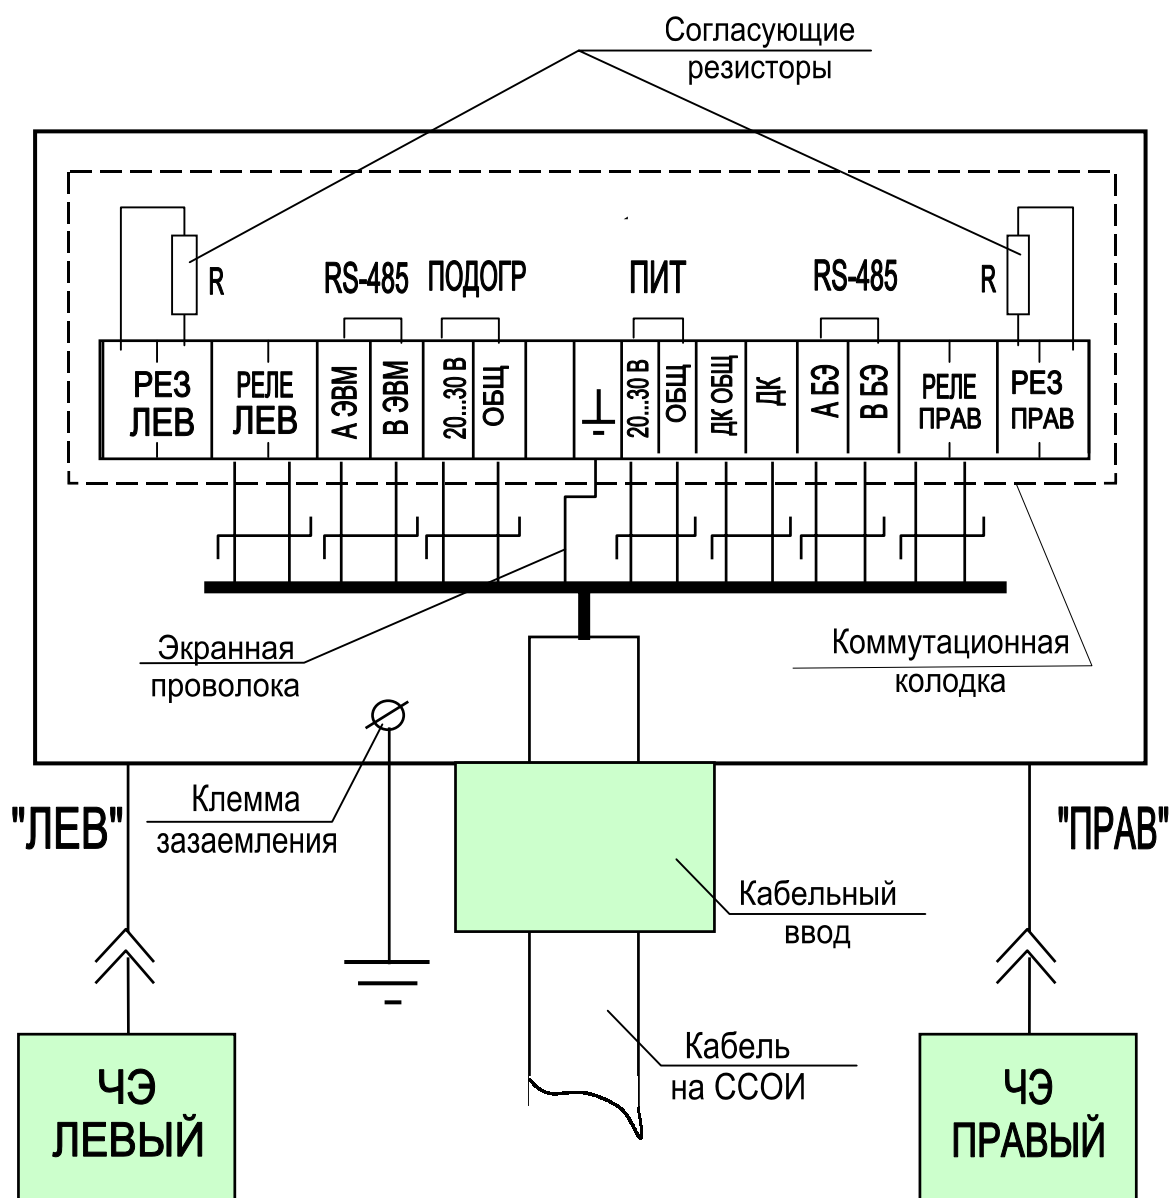 Согласующие
резисторы
R
RS-485
ПОДОГР
ПИТ
RS-485
R
РЕЗ
ЛЕВ
РЕЛЕ
ЛЕВ
А ЭВМ
В ЭВМ
20...30 В
ОБЩ
20...30 В
ОБЩ
ДК ОБЩ
ДК
А БЭ
В БЭ
РЕЛЕ
ПРАВ
РЕЗ
ПРАВ
Экранная
проволока
Коммутационная
колодка
"ЛЕВ"
Клемма
зазаемления
"ПРАВ"
Кабельный
ввод
Кабель
на ССОИ
ЧЭ
ЛЕВЫЙ
ЧЭ
ПРАВЫЙ